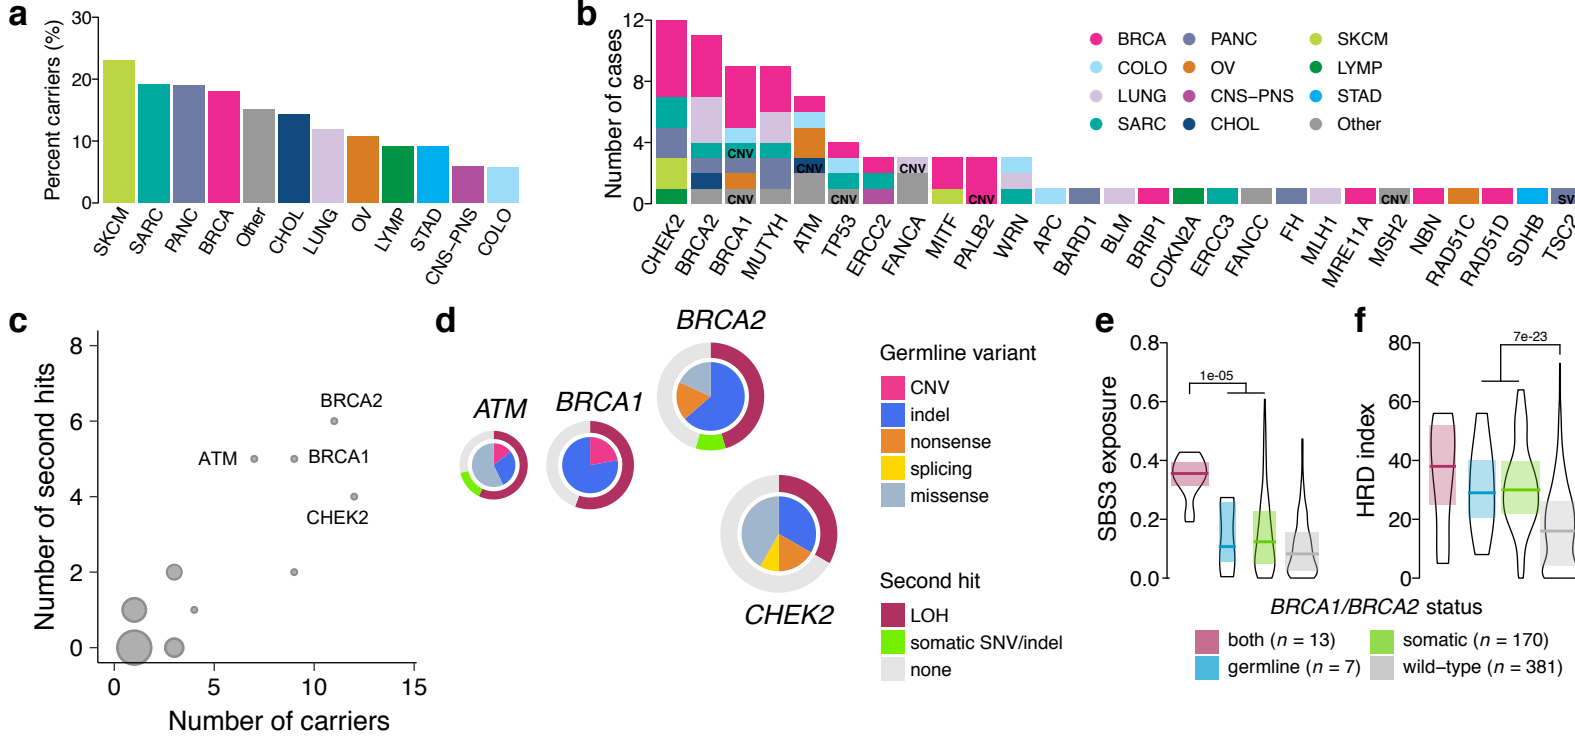 a
Percent carriers (%)
30
20
10
0
SKCM
SARC
PANC
BRCA
Other
CHOL
LUNG
OV
LYMP
STAD
CNS−PNS
COLO
b
Number of cases
12
8
4
0
CNV
CNV
CNV
CNV
CNV
CNV
CNV
SV
CHEK2
BRCA2
BRCA1
MUTYH
ATM
TP53
ERCC2
FANCA
MITF
PALB2
WRN
APC
BARD1
BLM
BRIP1
CDKN2A
ERCC3
FANCC
FH
MLH1
MRE11A
MSH2
NBN
RAD51C
RAD51D
SDHB
TSC2
BRCA
COLO
LUNG
SARC
PANC
OV
CNS−PNS
CHOL
SKCM
LYMP
STAD
Other
c
Number of second hits
8
6
4
2
0
BRCA2
ATM
BRCA1
CHEK2
0
5
10
15
Number of carriers
d
ATM
BRCA1
BRCA2
CHEK2
Germline variant
CNV
indel
nonsense
splicing
missense
Second hit
LOH
somatic SNV/indel
none
e
SBS3 exposure
0.8
0.6
0.4
0.2
0.0
1e-05
f
HRD index
80
60
40
20
0
7e-23
BRCA1/BRCA2 status
both (n = 13)
germline (n = 7)
somatic (n = 170)
wild−type (n = 381)